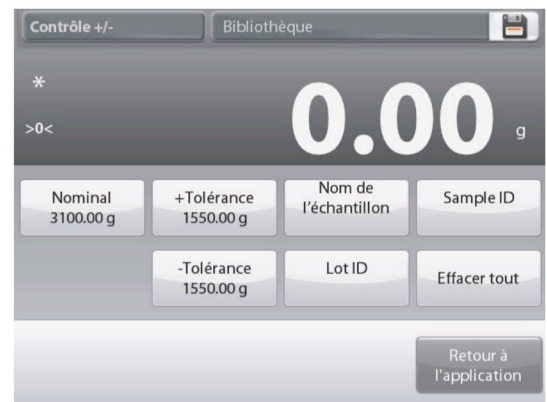 Contrôle +/-
Bibliothèque
*
>0<
0.00 g
Nominal
3100.00 g
+Tolérance
1550.00 g
Nom de
l'échantillon
Sample ID
-Tolérance
1550.00 g
Lot ID
Effacer tout
Retour à
l'application